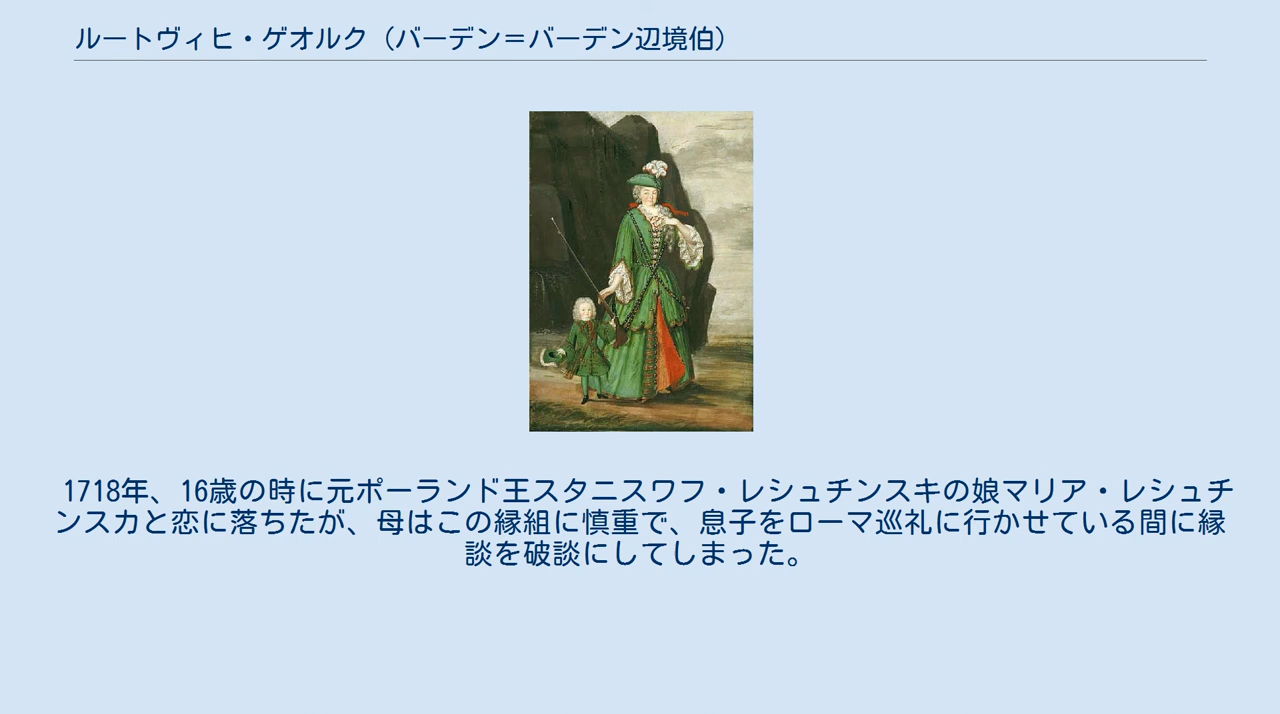 ルートヴィヒ・ゲオルク（バーデン＝バーデン辺境伯）
1718年、16歳の時に元ポーランド王スタニスワフ・レシュチンスキの娘マリア・レシュチ
ンスカと恋に落ちたが、母はこの縁組に慎重で、息子をローマ巡礼に行かせている間に縁
談を破談にしてしまった。